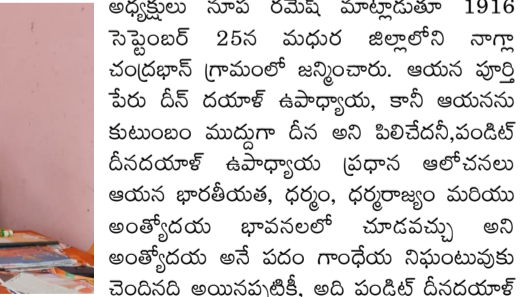 అధ్యక్షులు నూప రమేష్ మాట్లాడుతూ 1916
సెప్టెంబర్ 25న మధుర జిల్లాలోని నాగ్లా
చంద్రభాన్ గ్రామంలో జన్మించారు. ఆయన పూర్తి
పేరు దీన్ దయాళ్ ఉపాధ్యాయ, కానీ ఆయనను
కుటుంబం ముద్దుగా దీన అని పిలిచేదనీ,పండిట్
దీనదయాళ్ ఉపాధ్యాయ ప్రధాన ఆలోచనలు
ఆయన భారతీయత, ధర్మం, ధర్మరాజ్యం మరియు
అంత్యోదయ భావనలలో చూడవచ్చు అని
అంత్యోదయ అనే పదం గాంధేయ నిఘంటువుకు
చెందినది అయినప్పటికీ, అది పండిట్ దీనదయాళ్